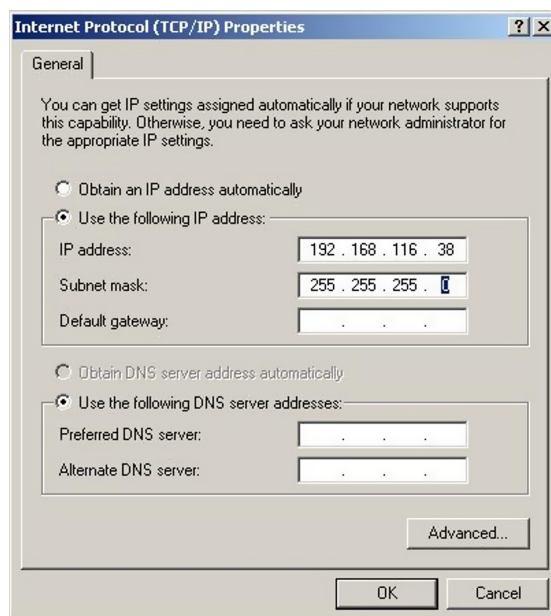 Internet Protocol (TCP/IP) Properties
General
You can get IP settings assigned automatically if your network supports
this capability. Otherwise, you need to ask your network administrator for
the appropriate IP settings.
Obtain an IP address automatically
Use the following IP address:
IP address: 192 . 168 . 116 . 38
Subnet mask: 255 . 255 . 255 . 0
Default gateway: . . .
Obtain DNS server address automatically
Use the following DNS server addresses:
Preferred DNS server: . . .
Alternate DNS server: . . .
Advanced...
OK Cancel